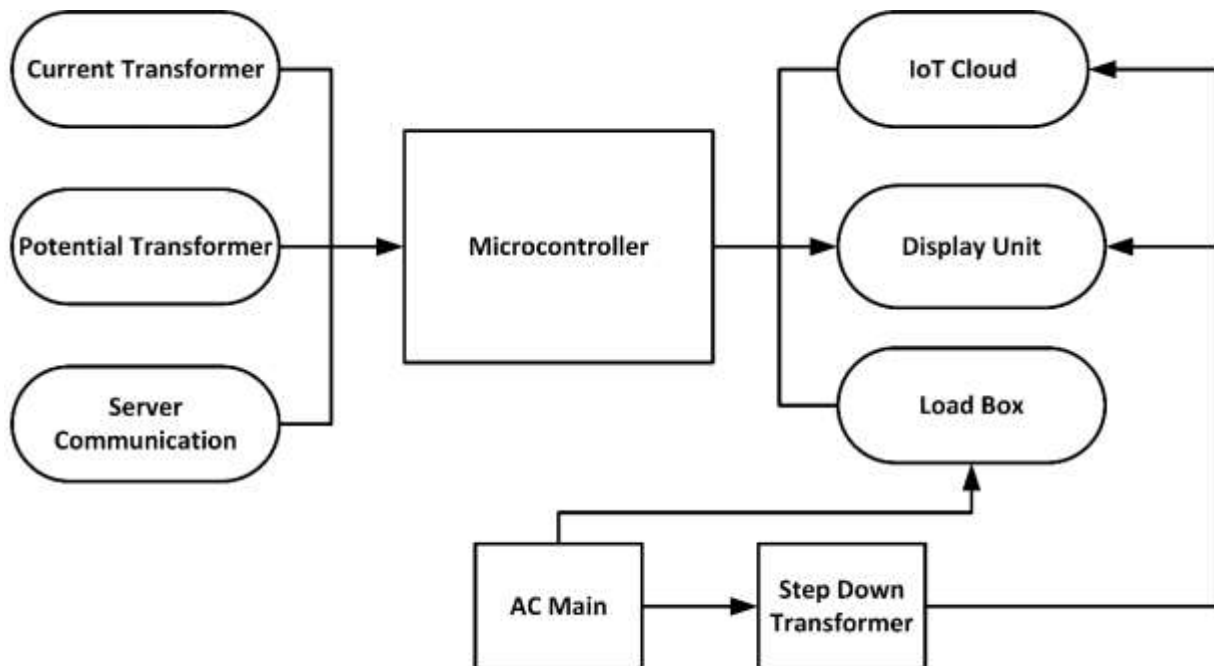 Current Transformer
IoT Cloud
Potential Transformer
Microcontroller
Display Unit
Server
Communication
Load Box
AC Main
Step Down
Transformer